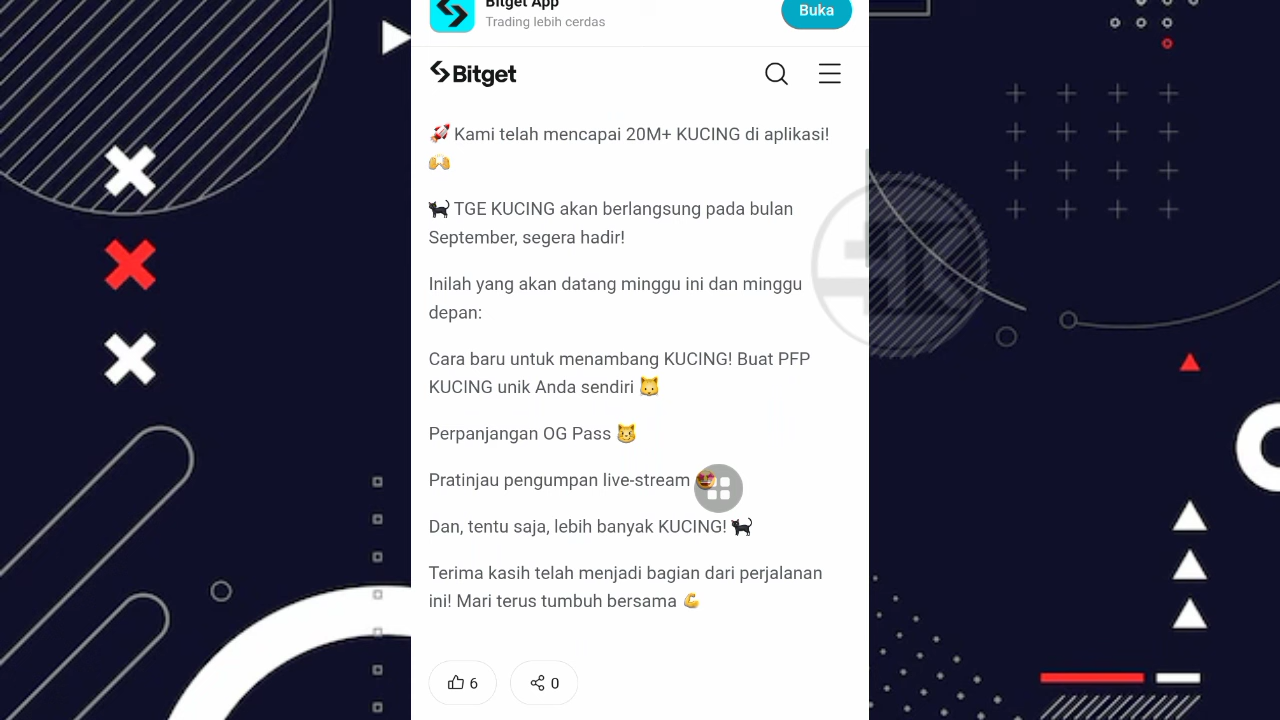 Bitget App
Trading lebih cerdas
Buka
Bitget
🚀 Kami telah mencapai 20M+ KUCING di aplikasi!
🙌
🐈‍⬛ TGE KUCING akan berlangsung pada bulan
September, segera hadir!
Inilah yang akan datang minggu ini dan minggu
depan:
Cara baru untuk menambang KUCING! Buat PFP
KUCING unik Anda sendiri 🐱
Perpanjangan OG Pass 😼
Pratinjau pengumpan live-stream 🤩
Dan, tentu saja, lebih banyak KUCING! 🐈‍⬛
Terima kasih telah menjadi bagian dari perjalanan
ini! Mari terus tumbuh bersama 💪
6
0